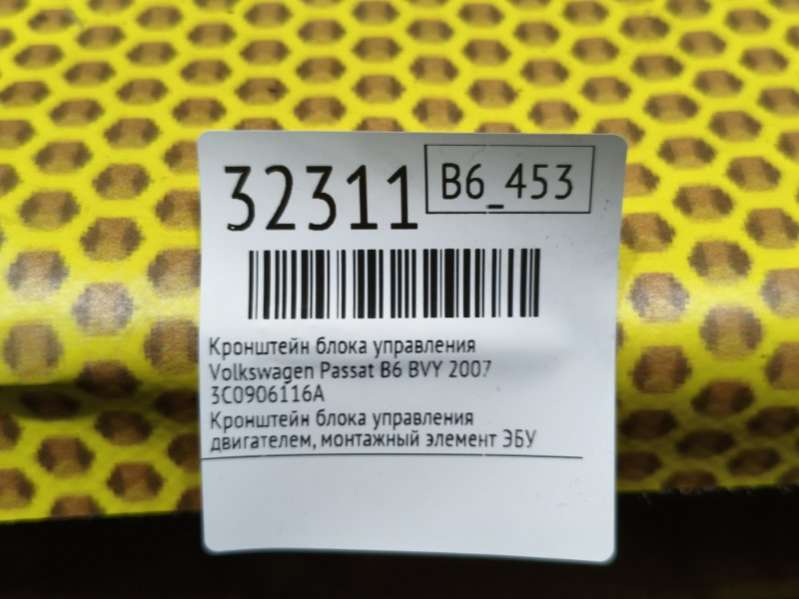 32311
B6_453
Кронштейн блока управления
Volkswagen Passat B6 BVY 2007
3C0906116A
Кронштейн блока управления
двигателем, монтажный элемент ЭБУ